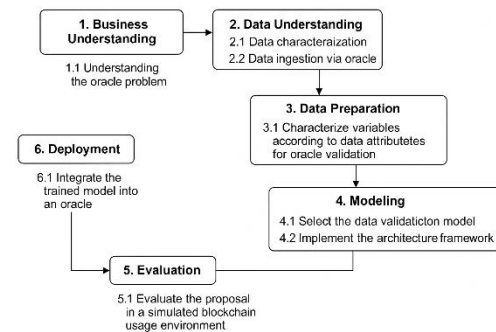 1. Business
Understanding
1.1 Understanding
the oracle problem
2. Data Understanding
2.1 Data characteraization
2.2 Data ingestion via oracle
3. Data Preparation
3.1 Characterize variables
according to data attributetes
for oracle validation
4. Modeling
4.1 Select the data validaticton model
4.2 Implement the architecture framework
5. Evaluation
5.1 Evaluate the proposal
in a simulated blockchain
usage environment
6. Deployment
6.1 Integrate the
trained model into
an oracle